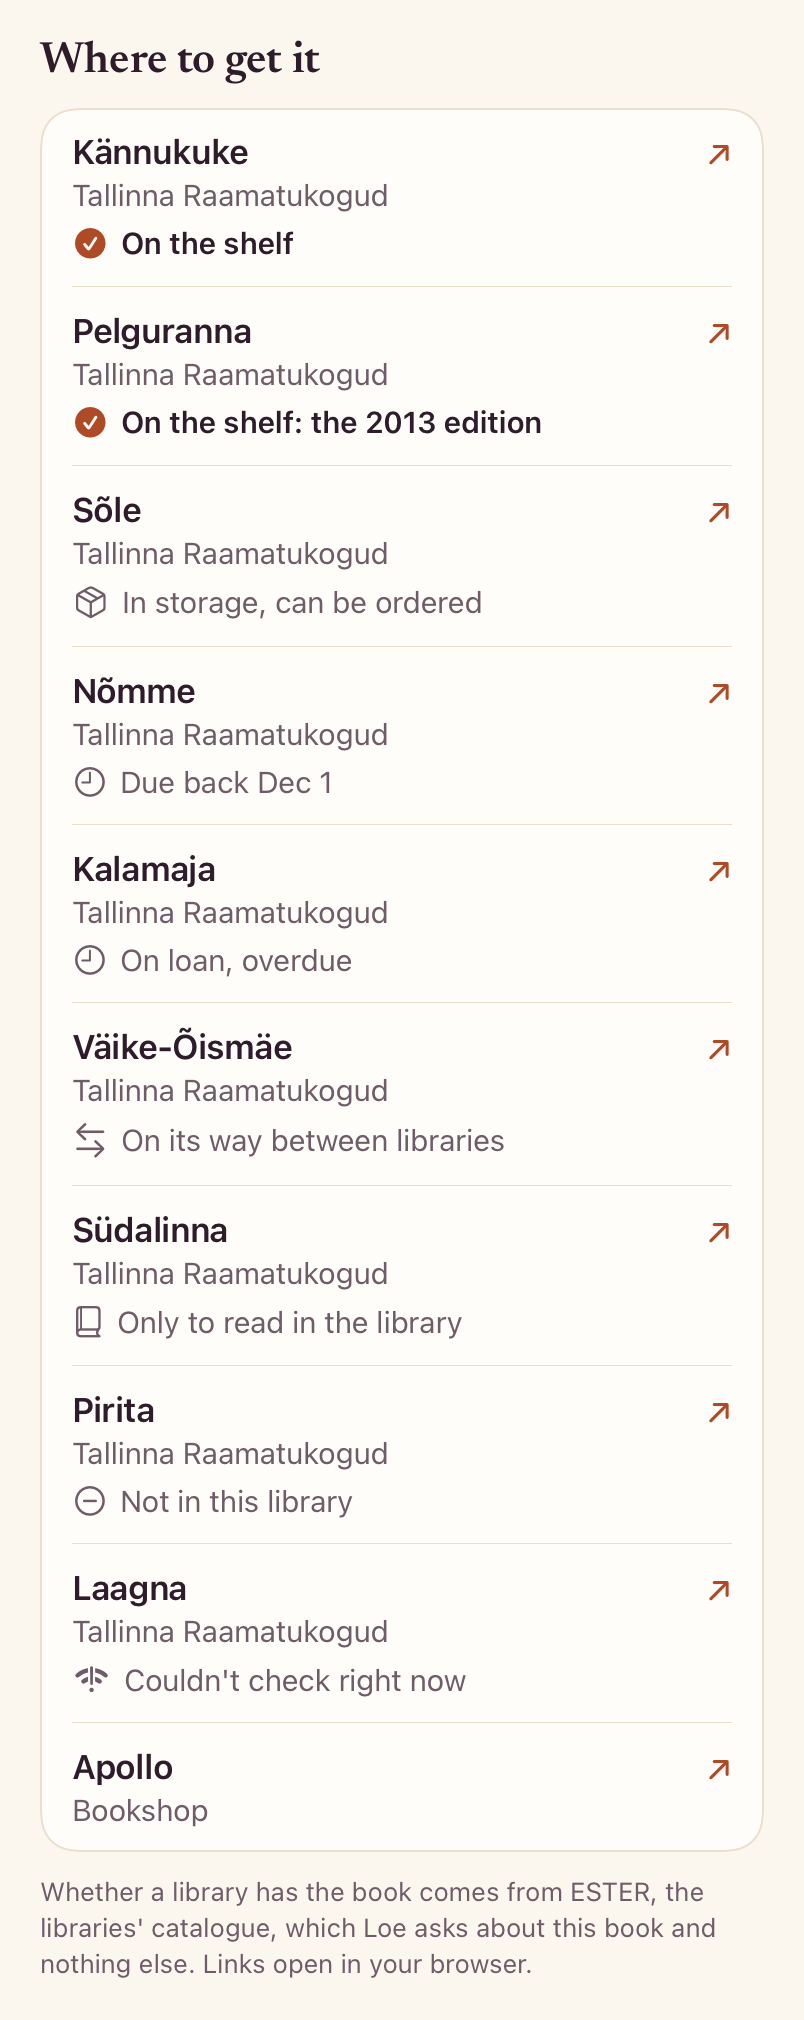 Where to get it
Kännukuke
Tallinna Raamatukogud
On the shelf
Pelguranna
Tallinna Raamatukogud
On the shelf: the 2013 edition
Sõle
Tallinna Raamatukogud
In storage, can be ordered
Nõmme
Tallinna Raamatukogud
Due back Dec 1
Kalamaja
Tallinna Raamatukogud
On loan, overdue
Väike-Õismäe
Tallinna Raamatukogud
On its way between libraries
Südalinna
Tallinna Raamatukogud
Only to read in the library
Pirita
Tallinna Raamatukogud
Not in this library
Laagna
Tallinna Raamatukogud
Couldn't check right now
Apollo
Bookshop
Whether a library has the book comes from ESTER, the
libraries' catalogue, which Loe asks about this book and
nothing else. Links open in your browser.